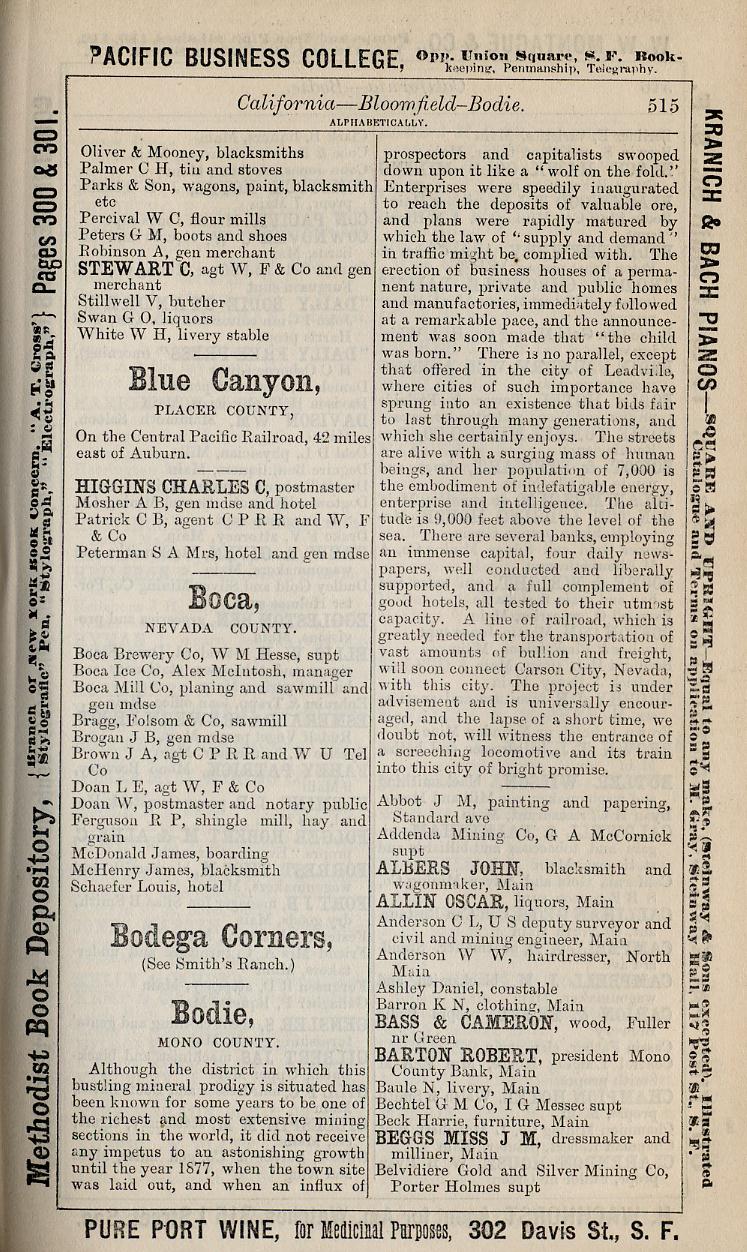 PACIFIC BUSINESS COLLEGE, Opp. Union Square, S. F. Book-
keeping, Penmanship, Telegraphy.
California—Bloomfield-Bodie. 515
ALPHABETICALLY.
Oliver & Mooney, blacksmiths
Palmer C H, tin and stoves
Parks & Son, wagons, paint, blacksmith
etc
Percival W C, flour mills
Peters G M, boots and shoes
Robinson A, gen merchant
STEWART C, agt W, F & Co and gen
merchant
Stillwell V, butcher
Swan G O, liquors
White W H, livery stable
Blue Canyon,
PLACER COUNTY,
On the Central Pacific Railroad, 42 miles
east of Auburn.
HIGGINS CHARLES C, postmaster
Mosher A B, gen mdse and hotel
Patrick C B, agent C P R R and W, F
& Co
Peterman S A Mrs, hotel and gen mdse
Boca,
NEVADA COUNTY.
Boca Brewery Co, W M Hesse, supt
Boca Ice Co, Alex McIntosh, manager
Boca Mill Co, planing and sawmill and
gen mdse
Bragg, Folsom & Co, sawmill
Brogan J B, gen mdse
Brown J A, agt C P R R and W U Tel
Co
Doan L E, agt W, F & Co
Doan W, postmaster and notary public
Ferguson R P, shingle mill, hay and
grain
McDonald James, boarding
McHenry James, blacksmith
Schaefer Louis, hotel
Bodega Corners,
(See Smith's Ranch.)
Bodie,
MONO COUNTY.
Although the district in which this
bustling mineral prodigy is situated has
been known for some years to be one of
the richest and most extensive mining
sections in the world, it did not receive
any impetus to an astonishing growth
until the year 1877, when the town site
was laid out, and when an influx of
prospectors and capitalists swooped
down upon it like a "wolf on the fold."
Enterprises were speedily inaugurated
to reach the deposits of valuable ore,
and plans were rapidly matured by
which the law of "supply and demand"
in traffic might be complied with. The
erection of business houses of a perma-
nent nature, private and public homes
and manufactories, immediately followed
at a remarkable pace, and the announce-
ment was soon made that "the child
was born." There is no parallel, except
that offered in the city of Leadville,
where cities of such importance have
sprung into an existence that bids fair
to last through many generations, and
which she certainly enjoys. The streets
are alive with a surging mass of human
beings, and her population of 7,000 is
the embodiment of indefatigable energy,
enterprise and intelligence. The alti-
tude is 9,000 feet above the level of the
sea. There are several banks, employing
an immense capital, four daily news-
papers, well conducted and liberally
supported, and a full complement of
good hotels, all tested to their utmost
capacity. A line of railroad, which is
greatly needed for the transportation of
vast amounts of bullion and freight,
will soon connect Carson City, Nevada,
with this city. The project is under
advisement and is universally encour-
aged, and the lapse of a short time, we
doubt not, will witness the entrance of
a screeching locomotive and its train
into this city of bright promise.
Abbot J M, painting and papering,
Standard ave
Addenda Mining Co, G A McCornick
supt
ALBERS JOHN, blacksmith and
wagonmaker, Main
ALLIN OSCAR, liquors, Main
Anderson C L, U S deputy surveyor and
civil and mining engineer, Main
Anderson W W, hairdresser, North
Main
Ashley Daniel, constable
Barron K N, clothing, Main
BASS & CAMERON, wood, Fuller
nr Green
BARTON ROBERT, president Mono
County Bank, Main
Baule N, livery, Main
Bechtel G M Co, I G Messec supt
Beck Harrie, furniture, Main
BEGGS MISS J M, dressmaker and
milliner, Main
Belvidiere Gold and Silver Mining Co,
Porter Holmes supt
Methodist Book Depository, { Branch of New York Book Concern. "A. T. Cross' } Pages 300 & 301.
Stylografic" Pen, "Stylograph," "Electrograph,"
KRANICH & BACH PIANOS—SQUARE AND UPRIGHT—Equal to any make, (Steinway & Sons excepted). Illustrated
Catalogue and Terms on application to M. Gray, Steinway Hall, 117 Post St., S. F.
PURE PORT WINE, for Medicinal Purposes, 302 Davis St., S. F.